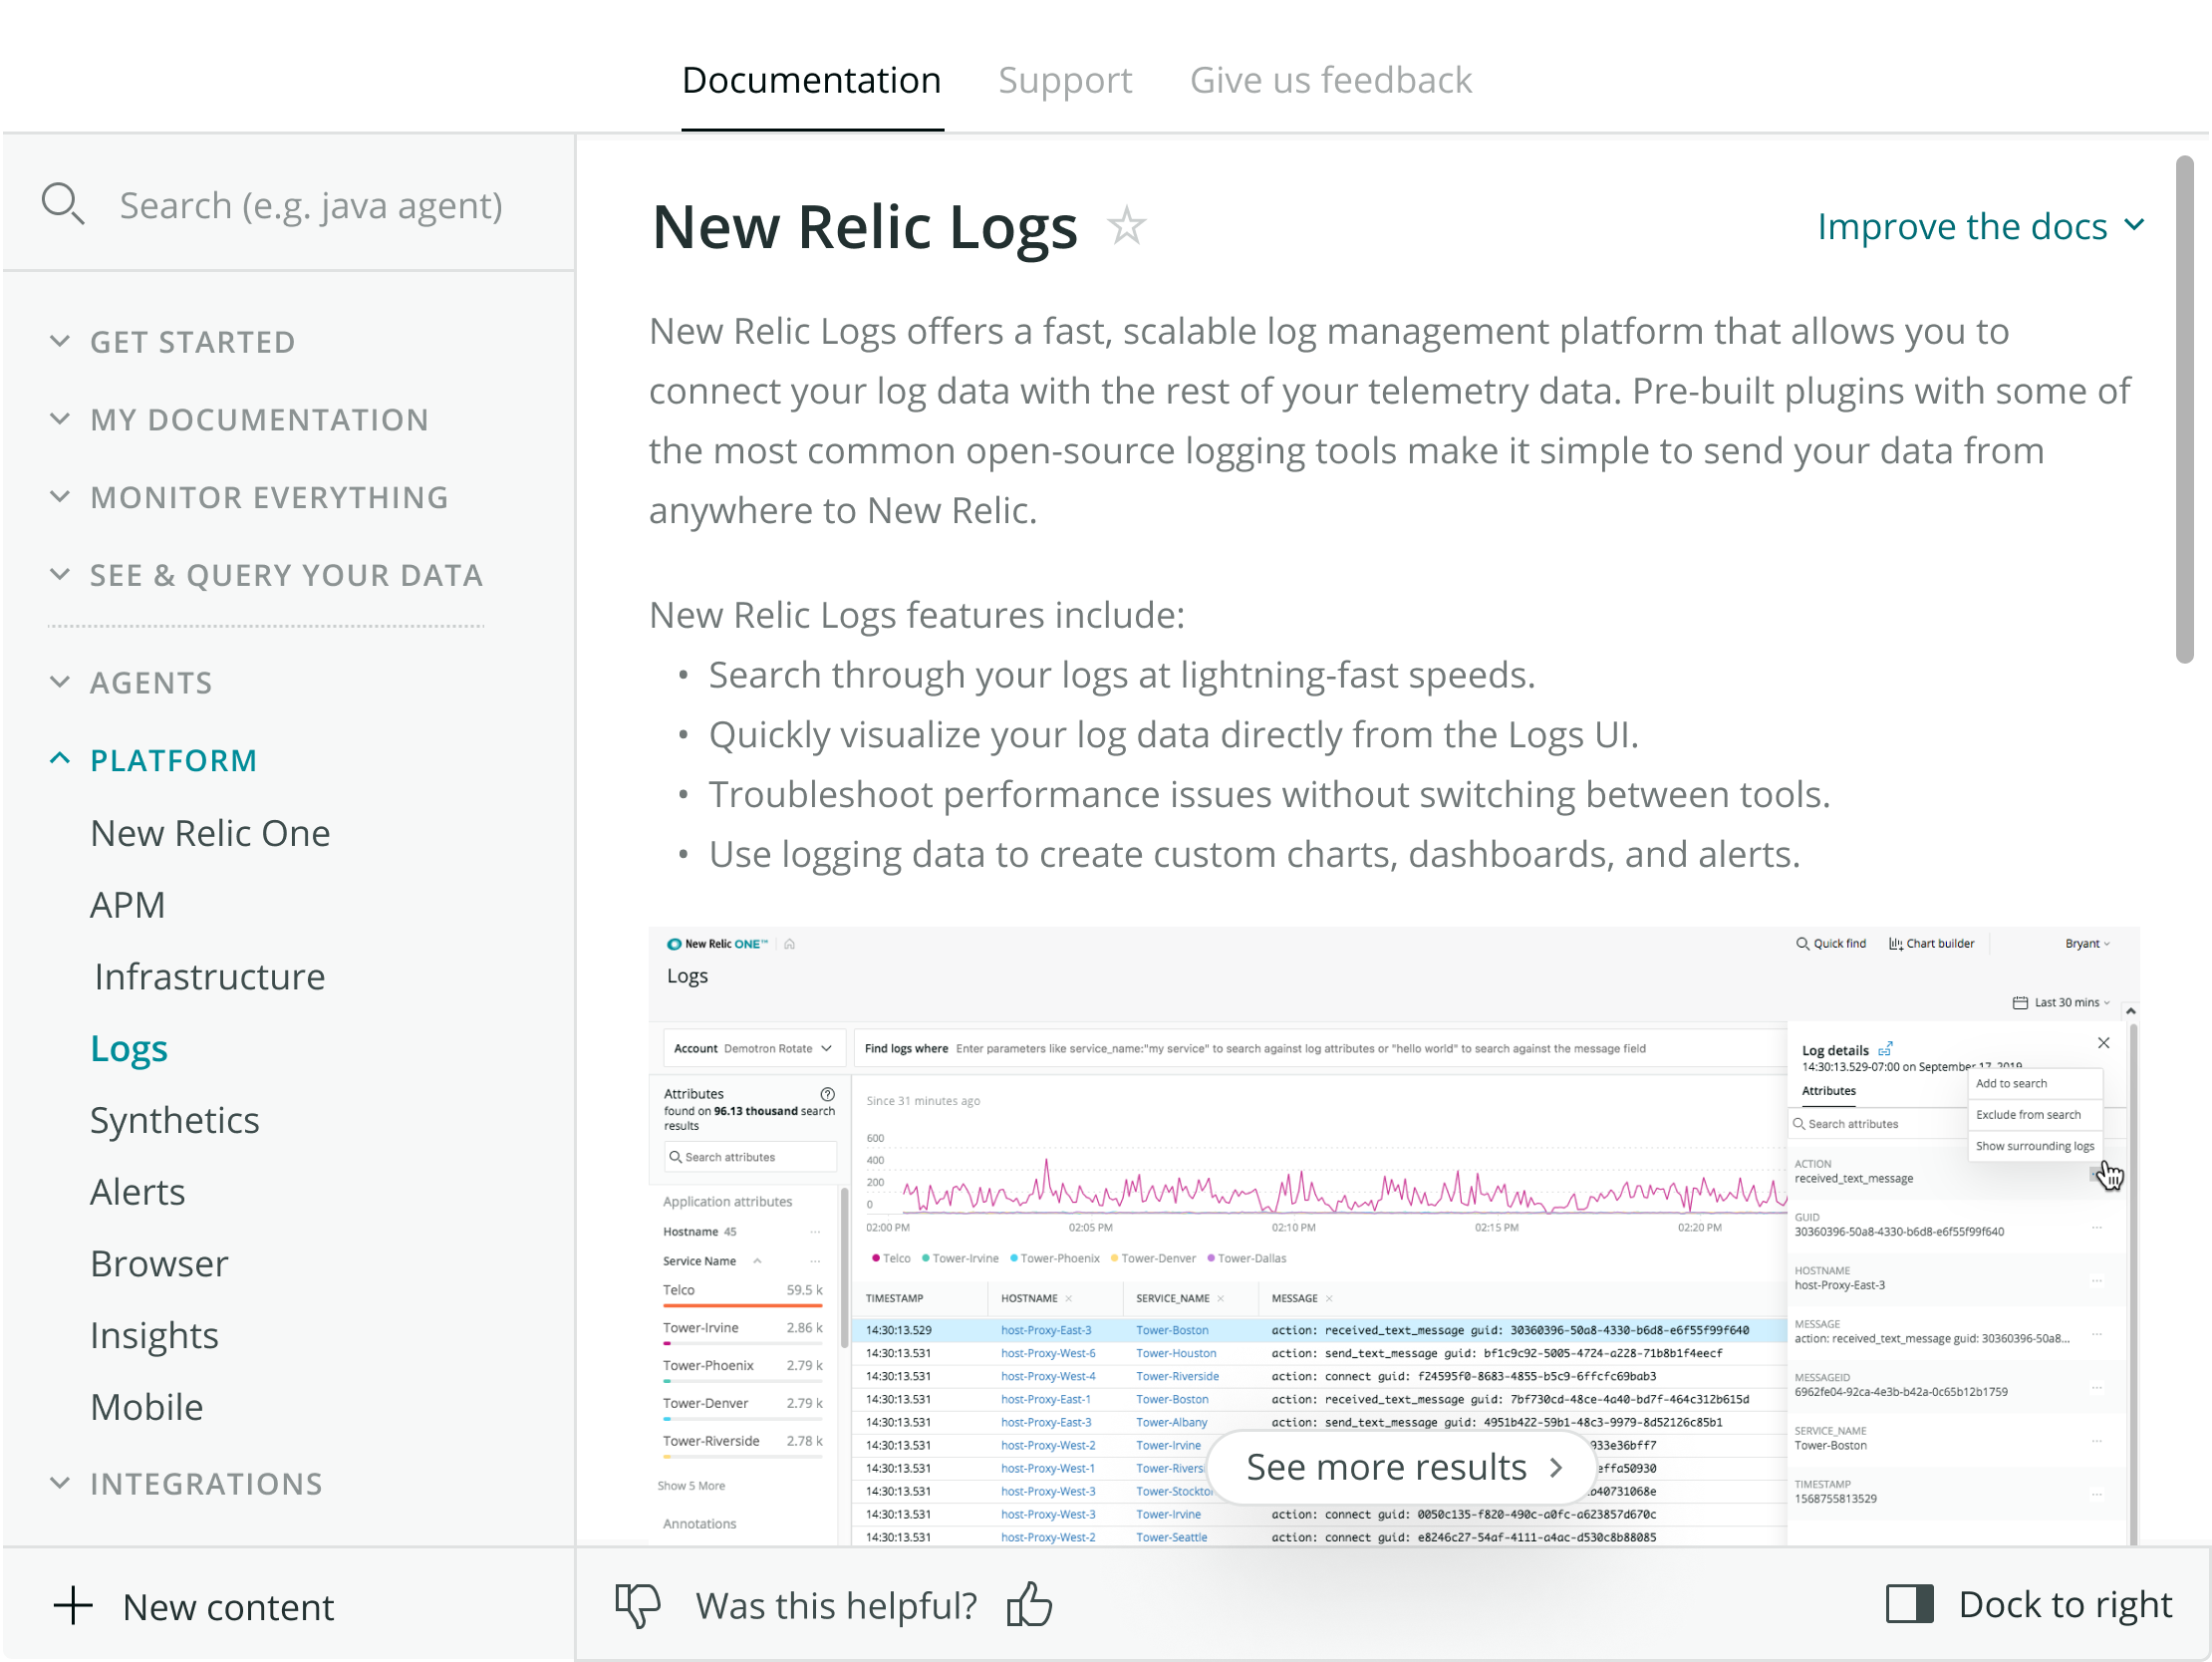 Documentation
Support
Give us feedback
Search (e.g. java agent)
GET STARTED
MY DOCUMENTATION
MONITOR EVERYTHING
SEE & QUERY YOUR DATA
AGENTS
PLATFORM
New Relic One
APM
Infrastructure
Logs
Synthetics
Alerts
Browser
Insights
Mobile
INTEGRATIONS
New content
New Relic Logs
Improve the docs
New Relic Logs offers a fast, scalable log management platform that allows you to
connect your log data with the rest of your telemetry data. Pre-built plugins with some of
the most common open-source logging tools make it simple to send your data from
anywhere to New Relic.
New Relic Logs features include:
• Search through your logs at lightning-fast speeds.
• Quickly visualize your log data directly from the Logs UI.
• Troubleshoot performance issues without switching between tools.
• Use logging data to create custom charts, dashboards, and alerts.
New Relic ONE™
Quick find
Chart builder
Bryant
Logs
Last 30 mins
Account Demotron Rotate
Find logs where Enter parameters like service_name:"my service" to search against log attributes or "hello world" to search against the message field
Attributes
found on 96.13 thousand search
results
Search attributes
Application attributes
Hostname 45
Service Name
Telco 59.5 k
Tower-Irvine 2.86 k
Tower-Phoenix 2.79 k
Tower-Denver 2.79 k
Tower-Riverside 2.78 k
Show 5 More
Annotations
Since 31 minutes ago
600
400
200
0
02:00 PM 02:05 PM 02:10 PM 02:15 PM 02:20 PM
Telco Tower-Irvine Tower-Phoenix Tower-Denver Tower-Dallas
TIMESTAMP HOSTNAME SERVICE_NAME MESSAGE
14:30:13.529 host-Proxy-East-3 Tower-Boston action: received_text_message guid: 30360396-50a8-4330-b6d8-e6f55f99f640
14:30:13.531 host-Proxy-West-6 Tower-Houston action: send_text_message guid: bf1c9c92-5005-4724-a228-71b8b1f4eecf
14:30:13.531 host-Proxy-West-4 Tower-Riverside action: connect guid: f24595f0-8683-4855-b5c9-6ffcfc69bab3
14:30:13.531 host-Proxy-East-1 Tower-Boston action: received_text_message guid: 7bf730cd-48ce-4a40-bd7f-464c312b615d
14:30:13.531 host-Proxy-East-3 Tower-Albany action: send_text_message guid: 4951b422-59b1-48c3-9979-8d52126c85b1
14:30:13.531 host-Proxy-West-2 Tower-Irvine 933e36bff7
14:30:13.531 host-Proxy-West-1 Tower-Rivers effa50930
14:30:13.531 host-Proxy-West-3 Tower-Stockton 40731068e
14:30:13.531 host-Proxy-West-3 Tower-Irvine action: connect guid: 0050c135-f820-490c-a0fc-a623857d670c
14:30:13.531 host-Proxy-West-2 Tower-Seattle action: connect guid: e8246c27-54af-4111-a4ac-d530c8b88085
See more results
Log details
14:30:13.529-07:00 on September 17, 2019
Attributes
Search attributes
Add to search
Exclude from search
Show surrounding logs
ACTION
received_text_message
GUID
30360396-50a8-4330-b6d8-e6f55f99f640
HOSTNAME
host-Proxy-East-3
MESSAGE
action: received_text_message guid: 30360396-50a8...
MESSAGEID
6962fe04-92ca-4e3b-b42a-0c65b12b1759
SERVICE_NAME
Tower-Boston
TIMESTAMP
1568755813529
Was this helpful?
Dock to right